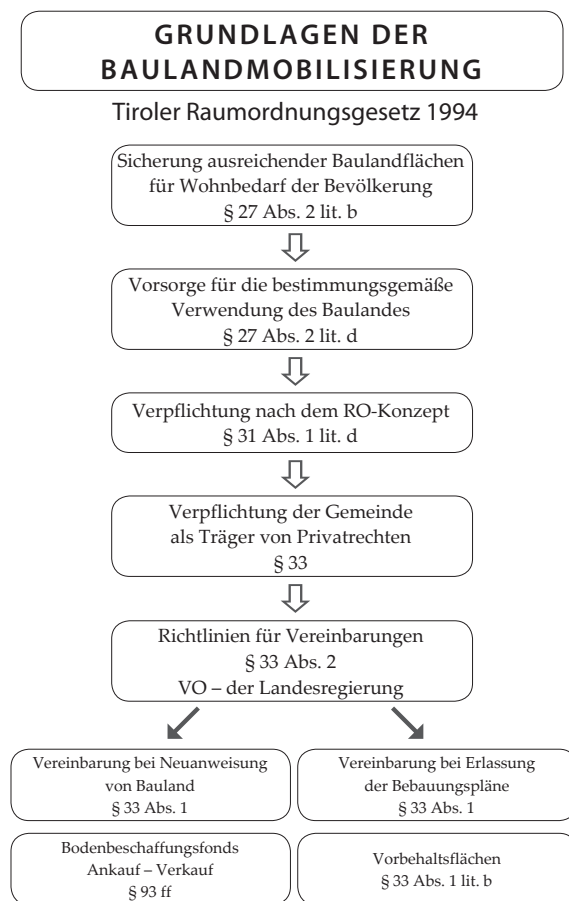 GRUNDLAGEN DER
BAULANDMOBILISIERUNG
Tiroler Raumordnungsgesetz 1994
Sicherung ausreichender Baulandflächen
für Wohnbedarf der Bevölkerung
§ 27 Abs. 2 lit. b
Vorsorge für die bestimmungsgemäße
Verwendung des Baulandes
§ 27 Abs. 2 lit. d
Verpflichtung nach dem RO-Konzept
§ 31 Abs. 1 lit. d
Verpflichtung der Gemeinde
als Träger von Privatrechten
§ 33
Richtlinien für Vereinbarungen
§ 33 Abs. 2
VO – der Landesregierung
Vereinbarung bei Neuanweisung
von Bauland
§ 33 Abs. 1
Vereinbarung bei Erlassung
der Bebauungspläne
§ 33 Abs. 1
Bodenbeschaffungsfonds
Ankauf – Verkauf
§ 93 ff
Vorbehaltsflächen
§ 33 Abs. 1 lit. b